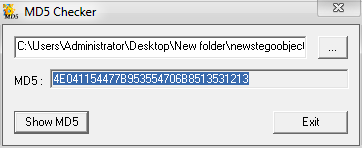 MD5 Checker
C:\Users\Administrator\Desktop\New folder\newstegoobject
...
MD5 : 4E041154477B953554706B8513531213
Show MD5 Exit